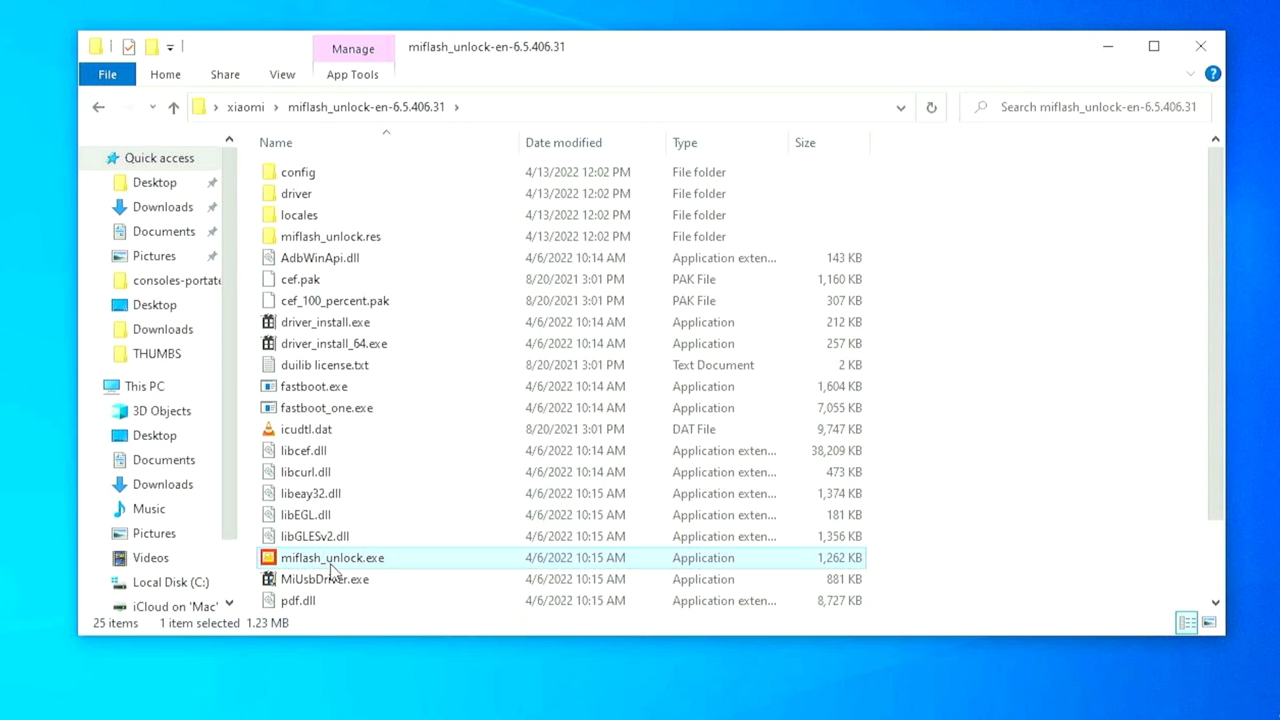 Manage
miflash_unlock-en-6.5.406.31
File Home Share View App Tools
xiaomi > miflash_unlock-en-6.5.406.31 >
Search miflash_unlock-en-6.5.406.31
Name Date modified Type Size
Quick access
Desktop
Downloads
Documents
Pictures
consoles-portate
Desktop
Downloads
THUMBS
This PC
3D Objects
Desktop
Documents
Downloads
Music
Pictures
Videos
Local Disk (C:)
iCloud on 'Mac'
config 4/13/2022 12:02 PM File folder
driver 4/13/2022 12:02 PM File folder
locales 4/13/2022 12:02 PM File folder
miflash_unlock.res 4/13/2022 12:02 PM File folder
AdbWinApi.dll 4/6/2022 10:14 AM Application exten... 143 KB
cef.pak 8/20/2021 3:01 PM PAK File 1,160 KB
cef_100_percent.pak 8/20/2021 3:01 PM PAK File 307 KB
driver_install.exe 4/6/2022 10:14 AM Application 212 KB
driver_install_64.exe 4/6/2022 10:14 AM Application 257 KB
duilib license.txt 8/20/2021 3:01 PM Text Document 2 KB
fastboot.exe 4/6/2022 10:14 AM Application 1,604 KB
fastboot_one.exe 4/6/2022 10:14 AM Application 7,055 KB
icudtl.dat 8/20/2021 3:01 PM DAT File 9,747 KB
libcef.dll 4/6/2022 10:14 AM Application exten... 38,209 KB
libcurl.dll 4/6/2022 10:14 AM Application exten... 473 KB
libeay32.dll 4/6/2022 10:15 AM Application exten... 1,374 KB
libEGL.dll 4/6/2022 10:15 AM Application exten... 181 KB
libGLESv2.dll 4/6/2022 10:15 AM Application exten... 1,356 KB
miflash_unlock.exe 4/6/2022 10:15 AM Application 1,262 KB
MiUsbDriver.exe 4/6/2022 10:15 AM Application 881 KB
pdf.dll 4/6/2022 10:15 AM Application exten... 8,727 KB
25 items 1 item selected 1.23 MB